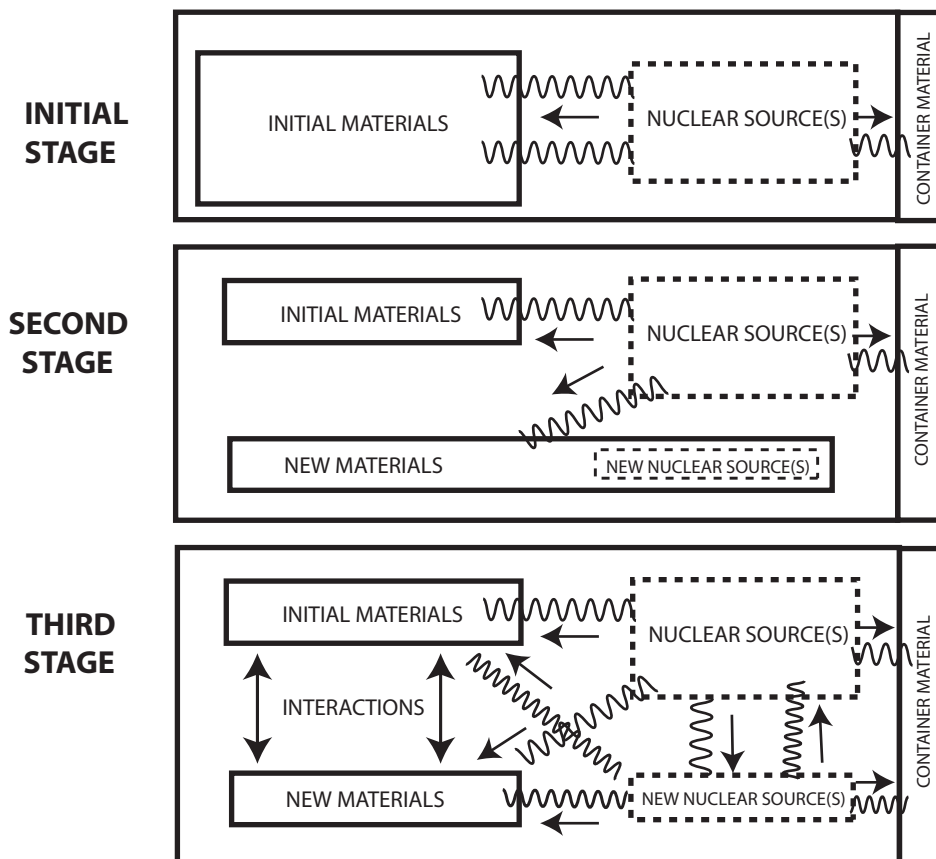 INITIAL
STAGE
INITIAL MATERIALS
NUCLEAR SOURCE(S)
CONTAINER MATERIAL
SECOND
STAGE
INITIAL MATERIALS
NUCLEAR SOURCE(S)
CONTAINER MATERIAL
NEW MATERIALS
NEW NUCLEAR SOURCE(S)
THIRD
STAGE
INITIAL MATERIALS
NUCLEAR SOURCE(S)
CONTAINER MATERIAL
INTERACTIONS
NEW MATERIALS
NEW NUCLEAR SOURCE(S)